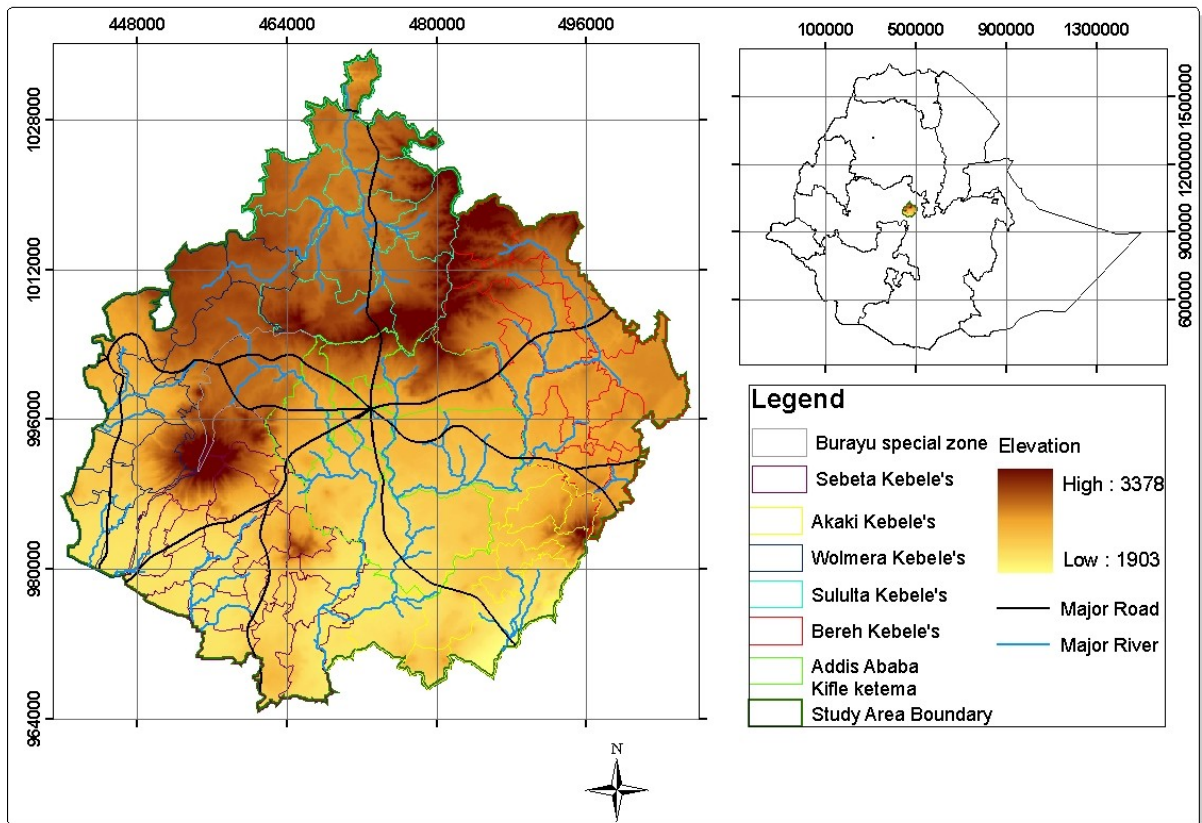 448000 464000 480000 496000
1028000
1012000
996000
980000
964000
100000 500000 900000 1300000
1500000
1200000
900000
600000
Legend
Burayu special zone
Sebeta Kebele's
Akaki Kebele's
Wolmera Kebele's
Sululta Kebele's
Bereh Kebele's
Addis Ababa
Kifle ketema
Study Area Boundary
Elevation
High : 3378
Low : 1903
Major Road
Major River
N